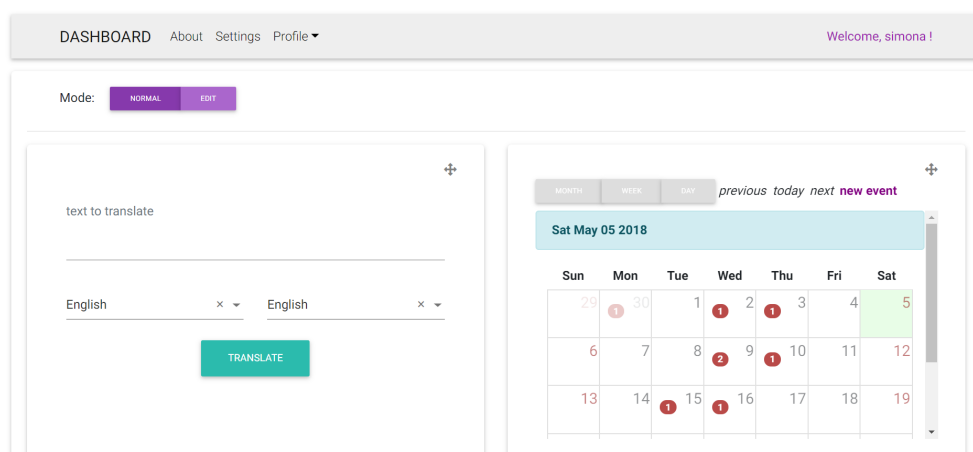 DASHBOARD About Settings Profile
Welcome, simona !
Mode: NORMAL EDIT
text to translate
English × English ×
TRANSLATE
MONTH WEEK DAY previous today next new event
Sat May 05 2018
Sun Mon Tue Wed Thu Fri Sat
29 1 30 1 1 2 1 3 4 5
6 7 8 2 9 1 10 11 12
13 14 1 15 1 16 17 18 19